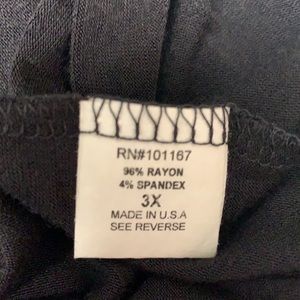 RN#101167
96% RAYON
4% SPANDEX
3X
MADE IN U.S.A
SEE REVERSE